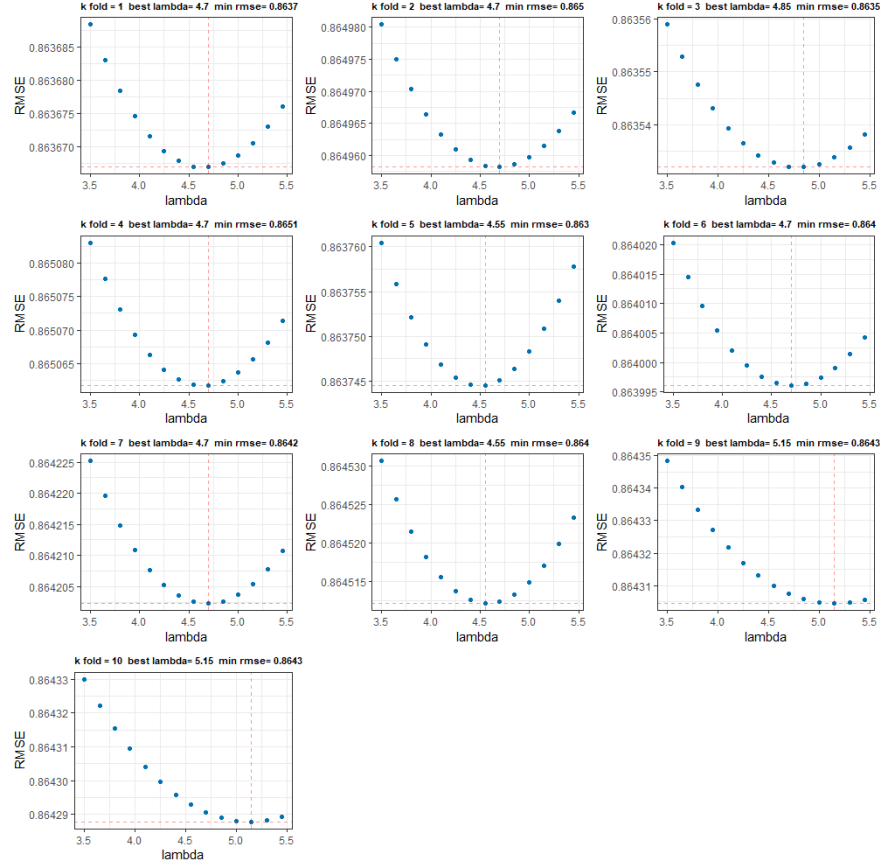 k fold = 1 best lambda= 4.7 min rmse= 0.8637
0.863685
0.863680
0.863675
0.863670
RMSE
3.5 4.0 4.5 5.0 5.5
lambda
k fold = 2 best lambda= 4.7 min rmse= 0.865
0.864980
0.864975
0.864970
0.864965
0.864960
RMSE
3.5 4.0 4.5 5.0 5.5
lambda
k fold = 3 best lambda= 4.85 min rmse= 0.8635
0.86356
0.86355
0.86354
RMSE
3.5 4.0 4.5 5.0 5.5
lambda
k fold = 4 best lambda= 4.7 min rmse= 0.8651
0.865080
0.865075
0.865070
0.865065
RMSE
3.5 4.0 4.5 5.0 5.5
lambda
k fold = 5 best lambda= 4.55 min rmse= 0.863
0.863760
0.863755
0.863750
0.863745
RMSE
3.5 4.0 4.5 5.0 5.5
lambda
k fold = 6 best lambda= 4.7 min rmse= 0.864
0.864020
0.864015
0.864010
0.864005
0.864000
0.863995
RMSE
3.5 4.0 4.5 5.0 5.5
lambda
k fold = 7 best lambda= 4.7 min rmse= 0.8642
0.864225
0.864220
0.864215
0.864210
0.864205
RMSE
3.5 4.0 4.5 5.0 5.5
lambda
k fold = 8 best lambda= 4.55 min rmse= 0.864
0.864530
0.864525
0.864520
0.864515
RMSE
3.5 4.0 4.5 5.0 5.5
lambda
k fold = 9 best lambda= 5.15 min rmse= 0.8643
0.86435
0.86434
0.86433
0.86432
0.86431
RMSE
3.5 4.0 4.5 5.0 5.5
lambda
k fold = 10 best lambda= 5.15 min rmse= 0.8643
0.86433
0.86432
0.86431
0.86430
0.86429
RMSE
3.5 4.0 4.5 5.0 5.5
lambda